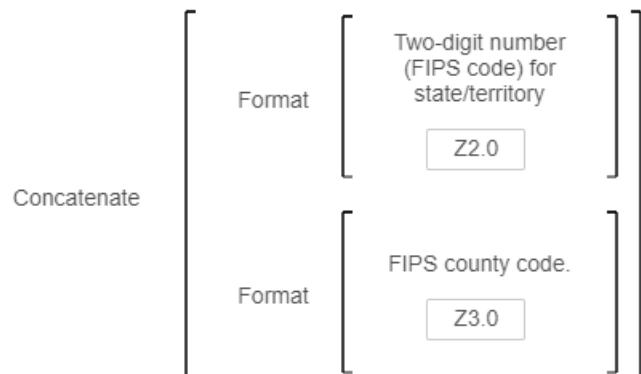 Two-digit number
(FIPS code) for
state/territory
Format
Z2.0
Concatenate
FIPS county code.
Format
Z3.0